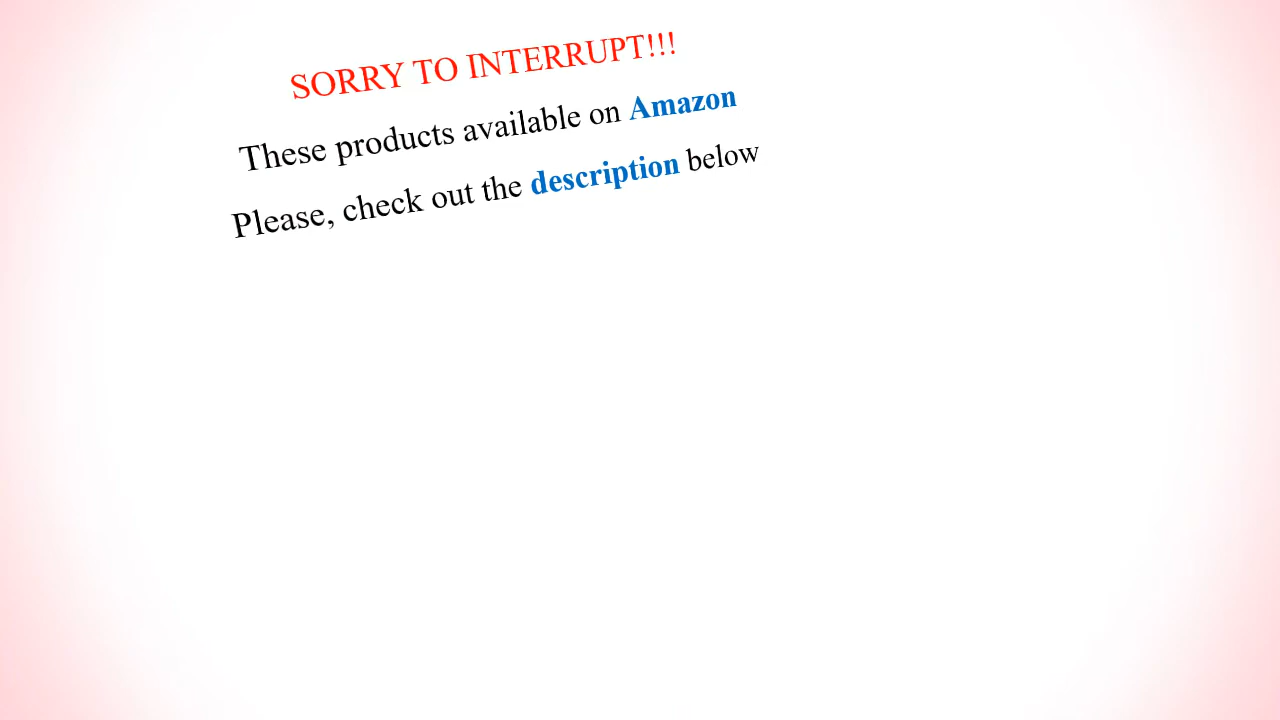 SORRY TO INTERRUPT!!!
These products available on Amazon
Please, check out the description below